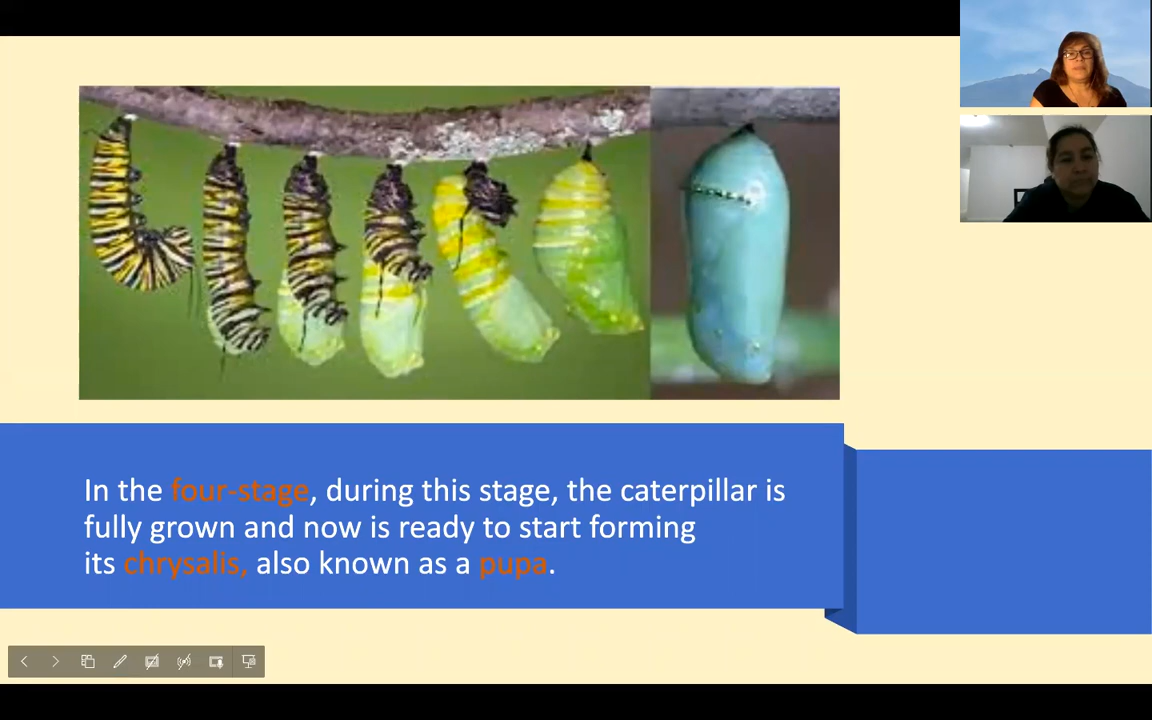 In the four-stage, during this stage, the caterpillar is
fully grown and now is ready to start forming
its chrysalis, also known as a pupa.